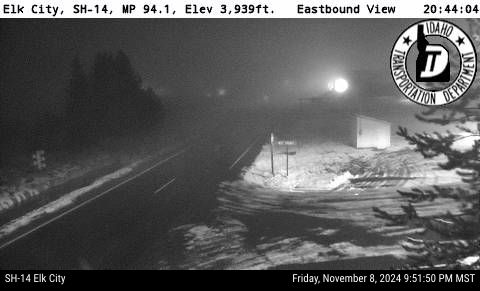 Elk City, SH-14, MP 94.1, Elev 3,939ft. Eastbound View 20:44:04
IDAHO
TRANSPORTATION DEPARTMENT
SH-14 Elk City Friday, November 8, 2024 9:51:50 PM MST